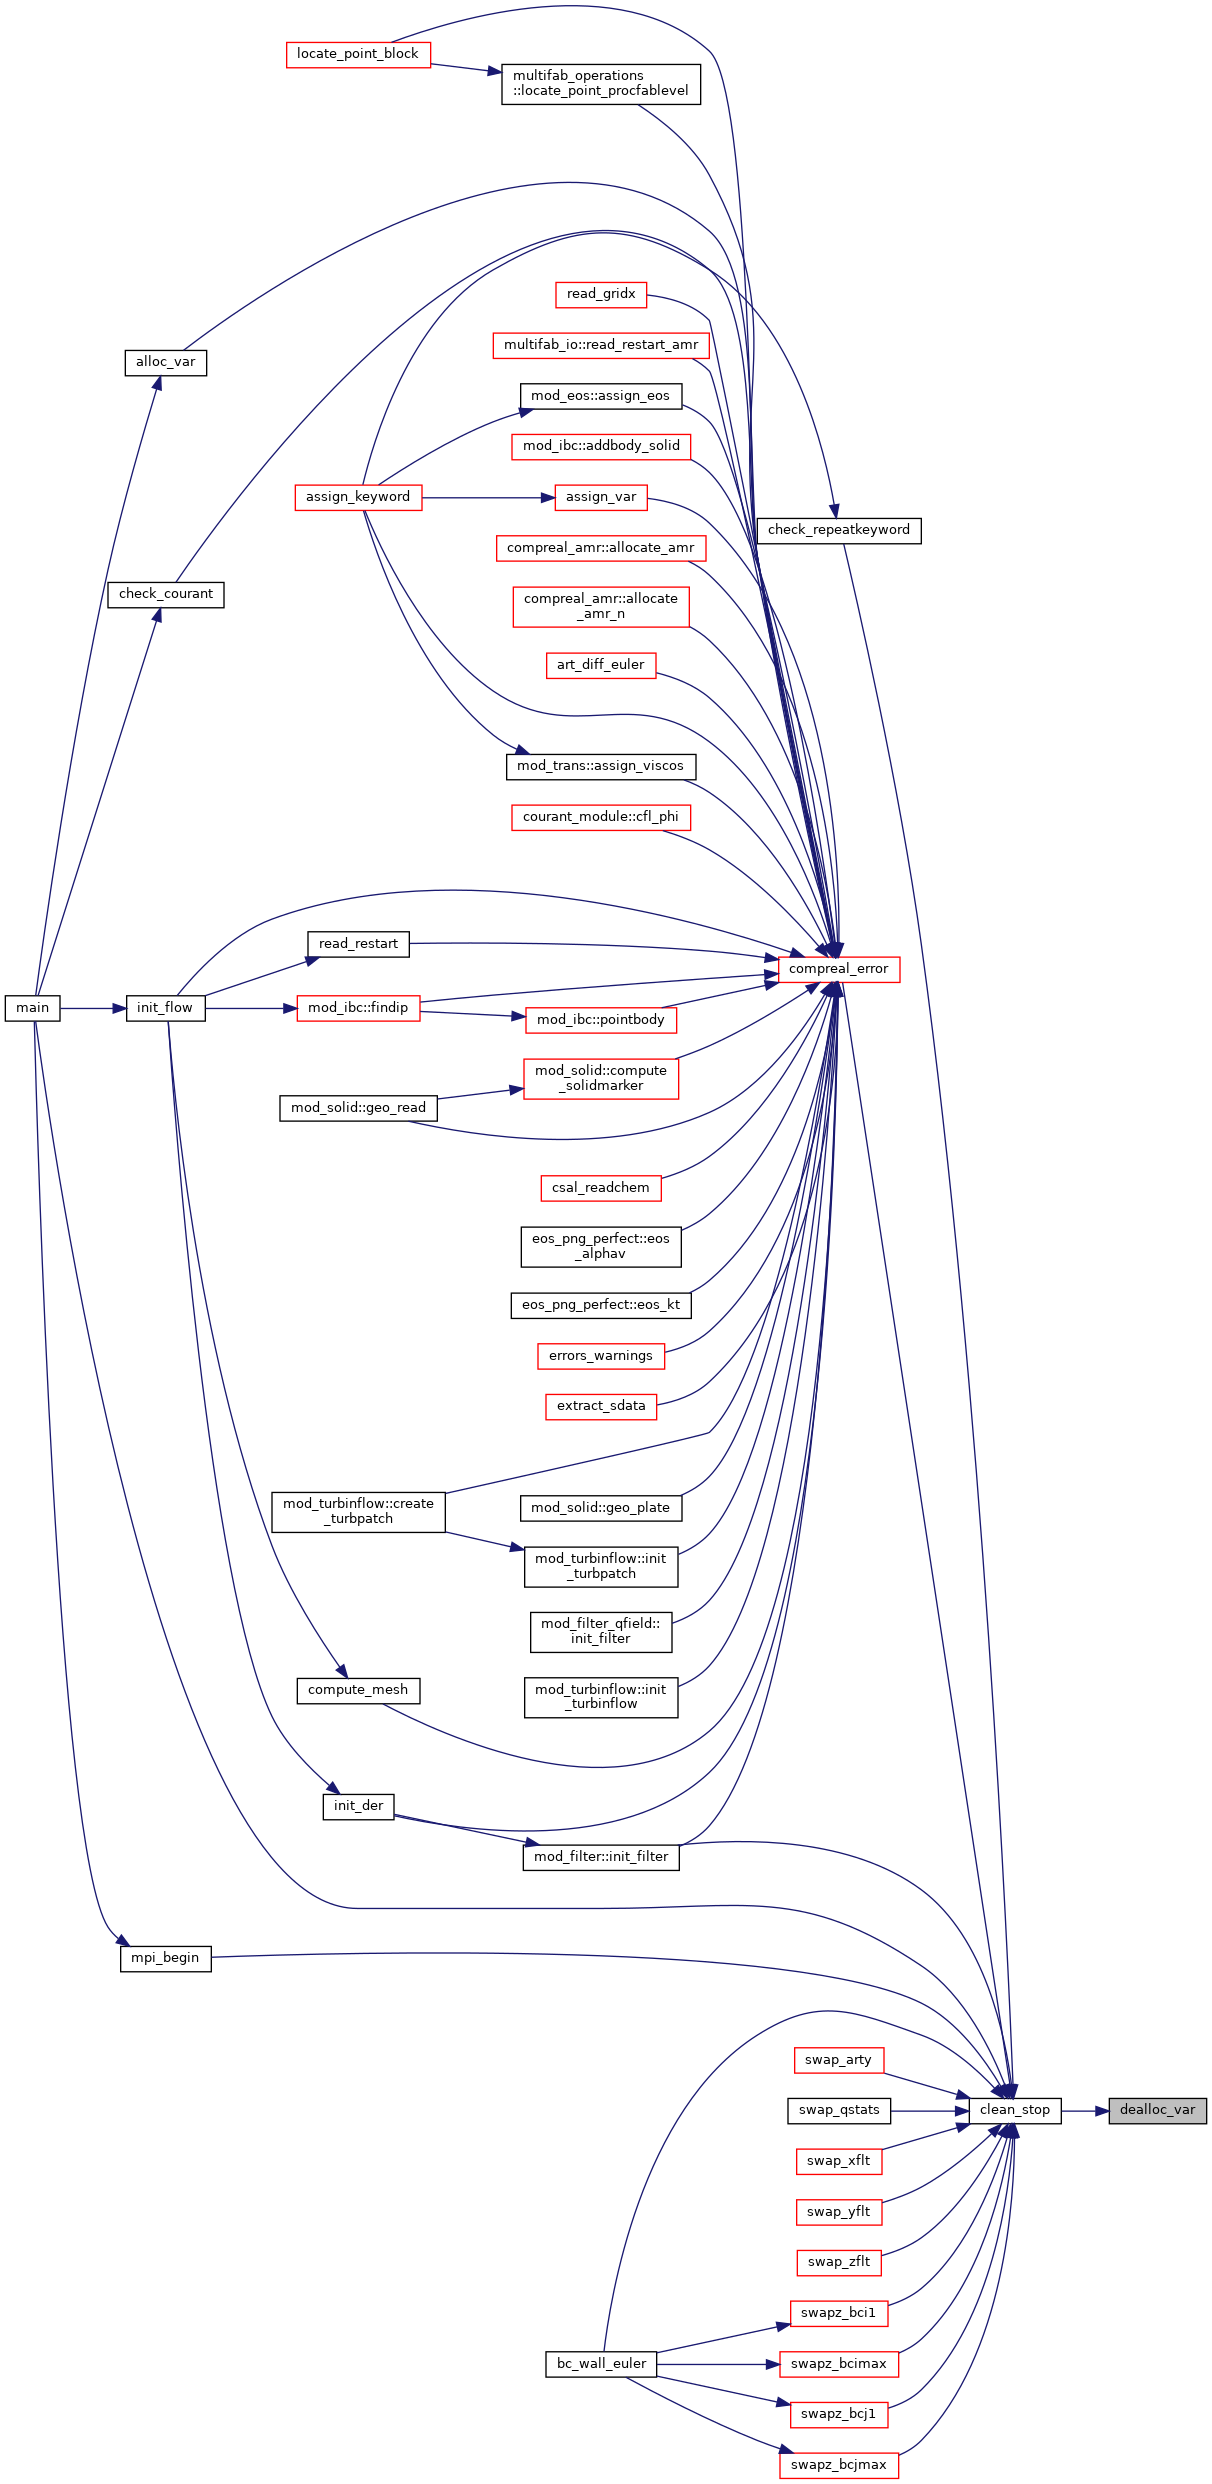 locate_point_block
multifab_operations
::locate_point_procfablevel
read_gridx
multifab_io::read_restart_amr
alloc_var
mod_eos::assign_eos
mod_ibc::addbody_solid
assign_keyword
assign_var
check_repeatkeyword
compreal_amr::allocate_amr
check_courant
compreal_amr::allocate
_amr_n
art_diff_euler
mod_trans::assign_viscos
courant_module::cfl_phi
read_restart
compreal_error
main
init_flow
mod_ibc::findip
mod_ibc::pointbody
mod_solid::compute
_solidmarker
mod_solid::geo_read
csal_readchem
eos_png_perfect::eos
_alphav
eos_png_perfect::eos_kt
errors_warnings
extract_sdata
mod_turbinflow::create
_turbpatch
mod_solid::geo_plate
mod_turbinflow::init
_turbpatch
mod_filter_qfield::
init_filter
compute_mesh
mod_turbinflow::init
_turbinflow
init_der
mod_filter::init_filter
mpi_begin
swap_arty
swap_qstats
clean_stop
dealloc_var
swap_xflt
swap_yflt
swap_zflt
swapz_bci1
bc_wall_euler
swapz_bcimax
swapz_bcj1
swapz_bcjmax